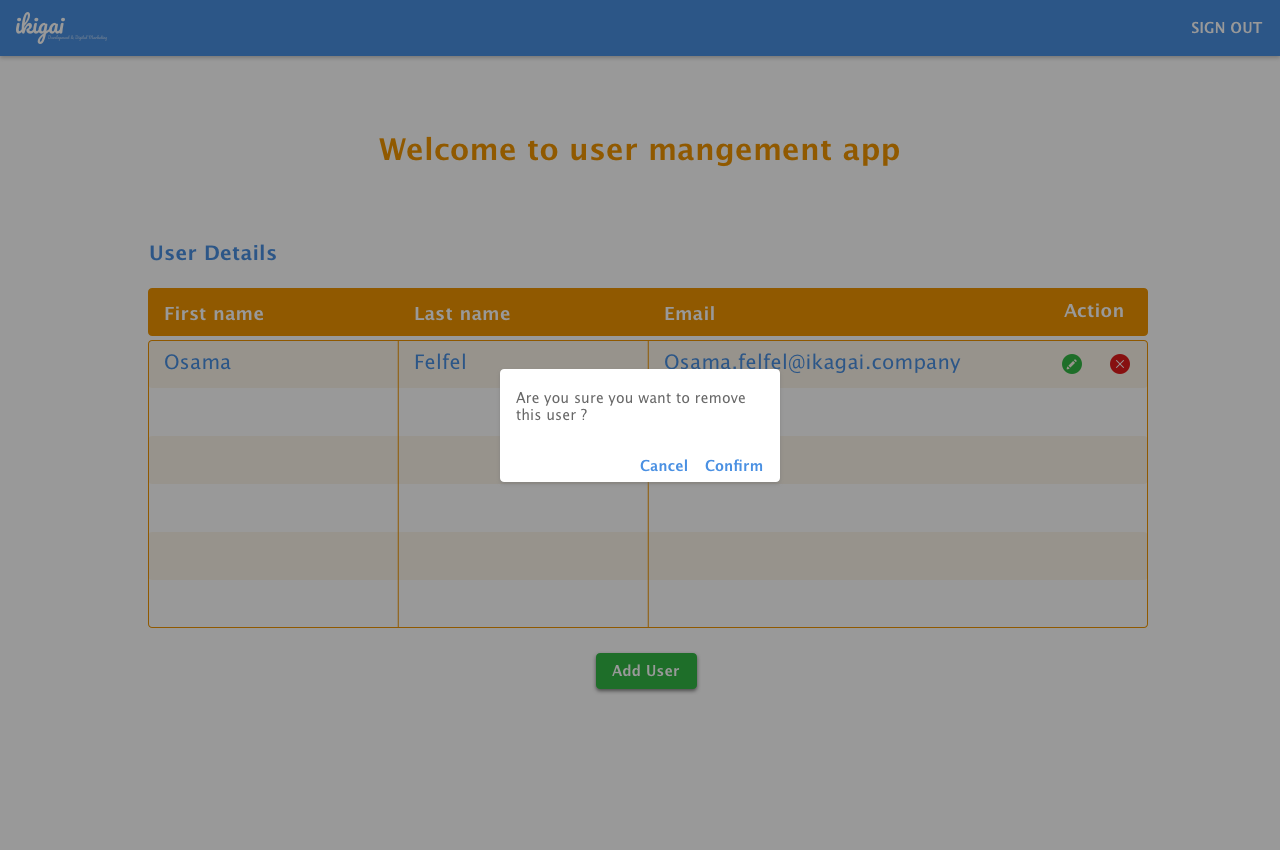 ikigai
SIGN OUT
Welcome to user mangement app
User Details
First name Last name Email Action
Osama Felfel Osama.felfel@ikagai.company
Are you sure you want to remove
this user ?
Cancel Confirm
Add User